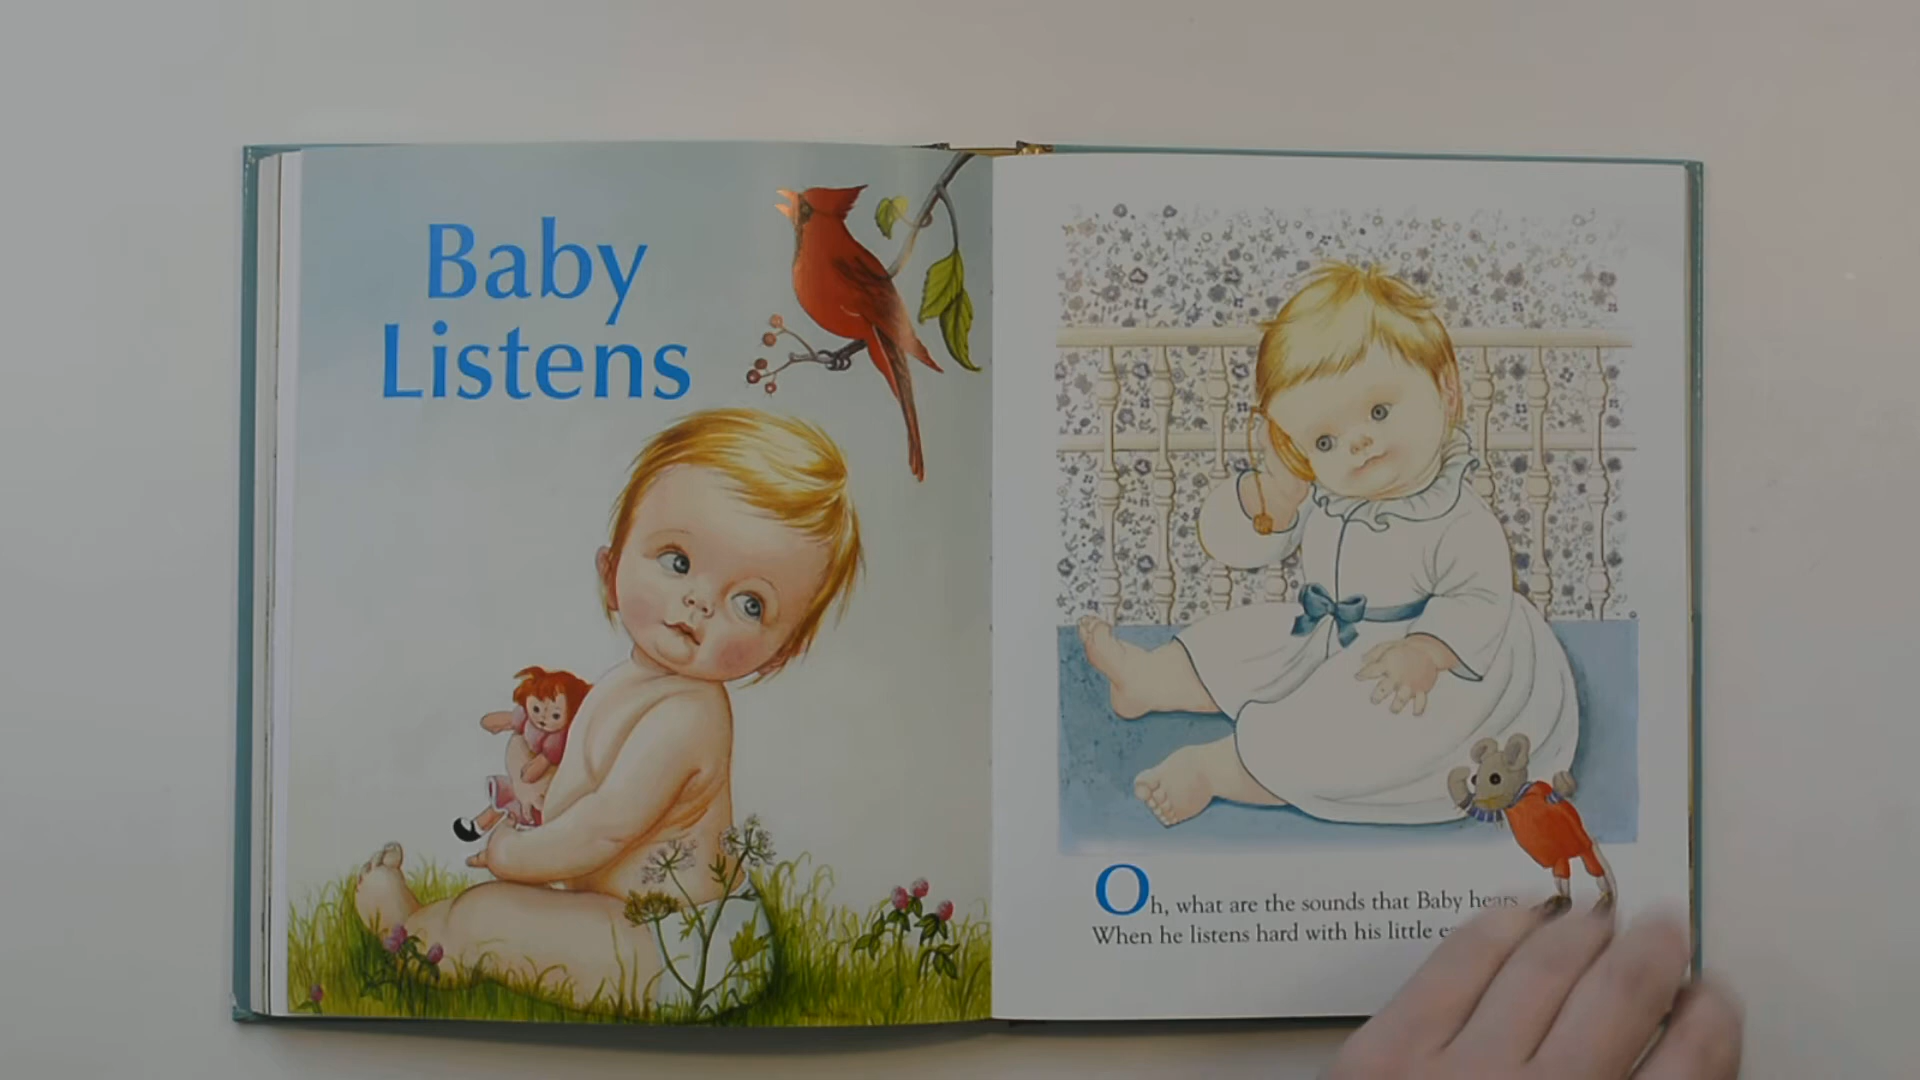 Baby
Listens
Oh, what are the sounds that Baby hears
When he listens hard with his little